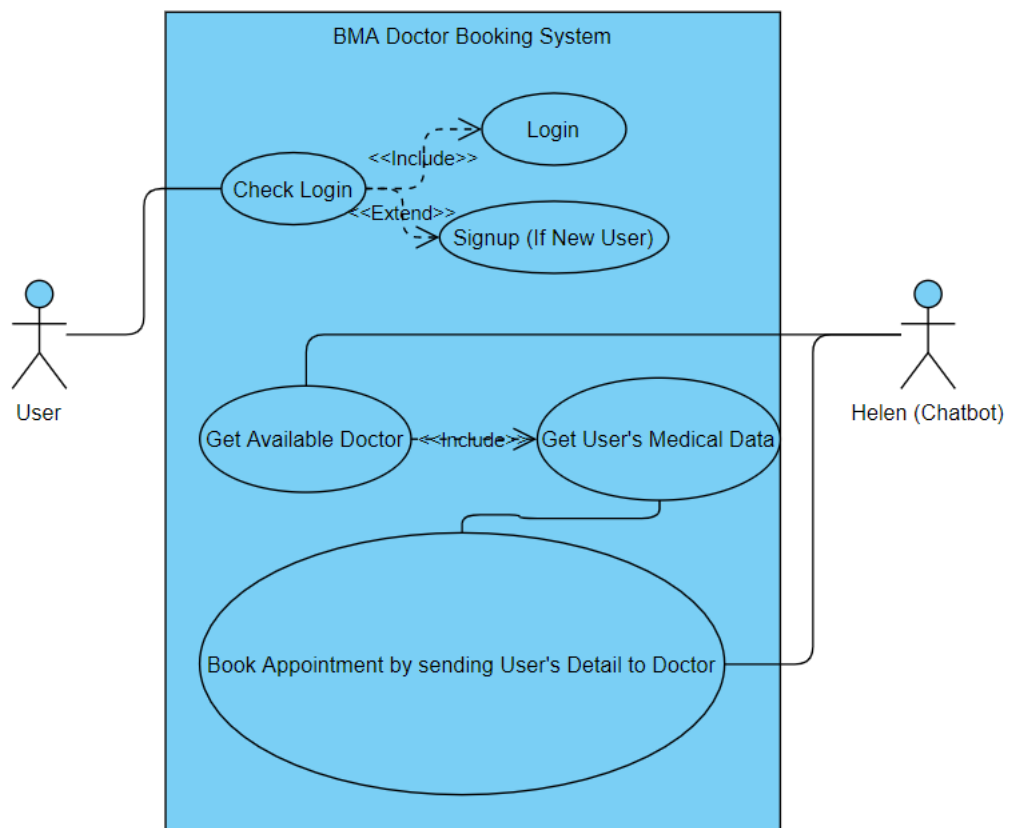 BMA Doctor Booking System
Login
<<Include>>
Check Login
<<Extend>>
Signup (If New User)
User
Helen (Chatbot)
Get Available Doctor
<<Include>>
Get User's Medical Data
Book Appointment by sending User's Detail to Doctor